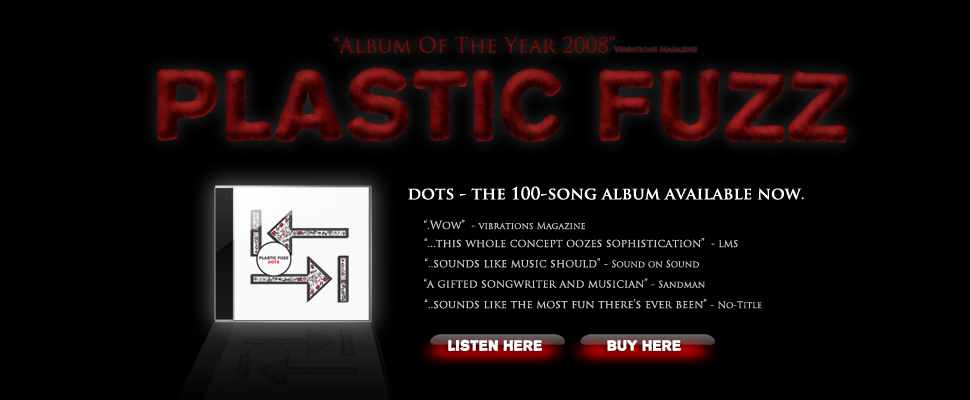 “Album Of The Year 2008” Vibrations Magazine
PLASTIC FUZZ
DOTS - THE 100-SONG ALBUM AVAILABLE NOW.
“.Wow” - vibrations Magazine
“...this whole concept oozes sophistication” - LMS
“..sounds like music should” - Sound on Sound
“a gifted songwriter and musician” - Sandman
“..sounds like the most fun there's ever been” - No-Title
PLASTIC FUZZ
DOTS
LISTEN HERE
BUY HERE